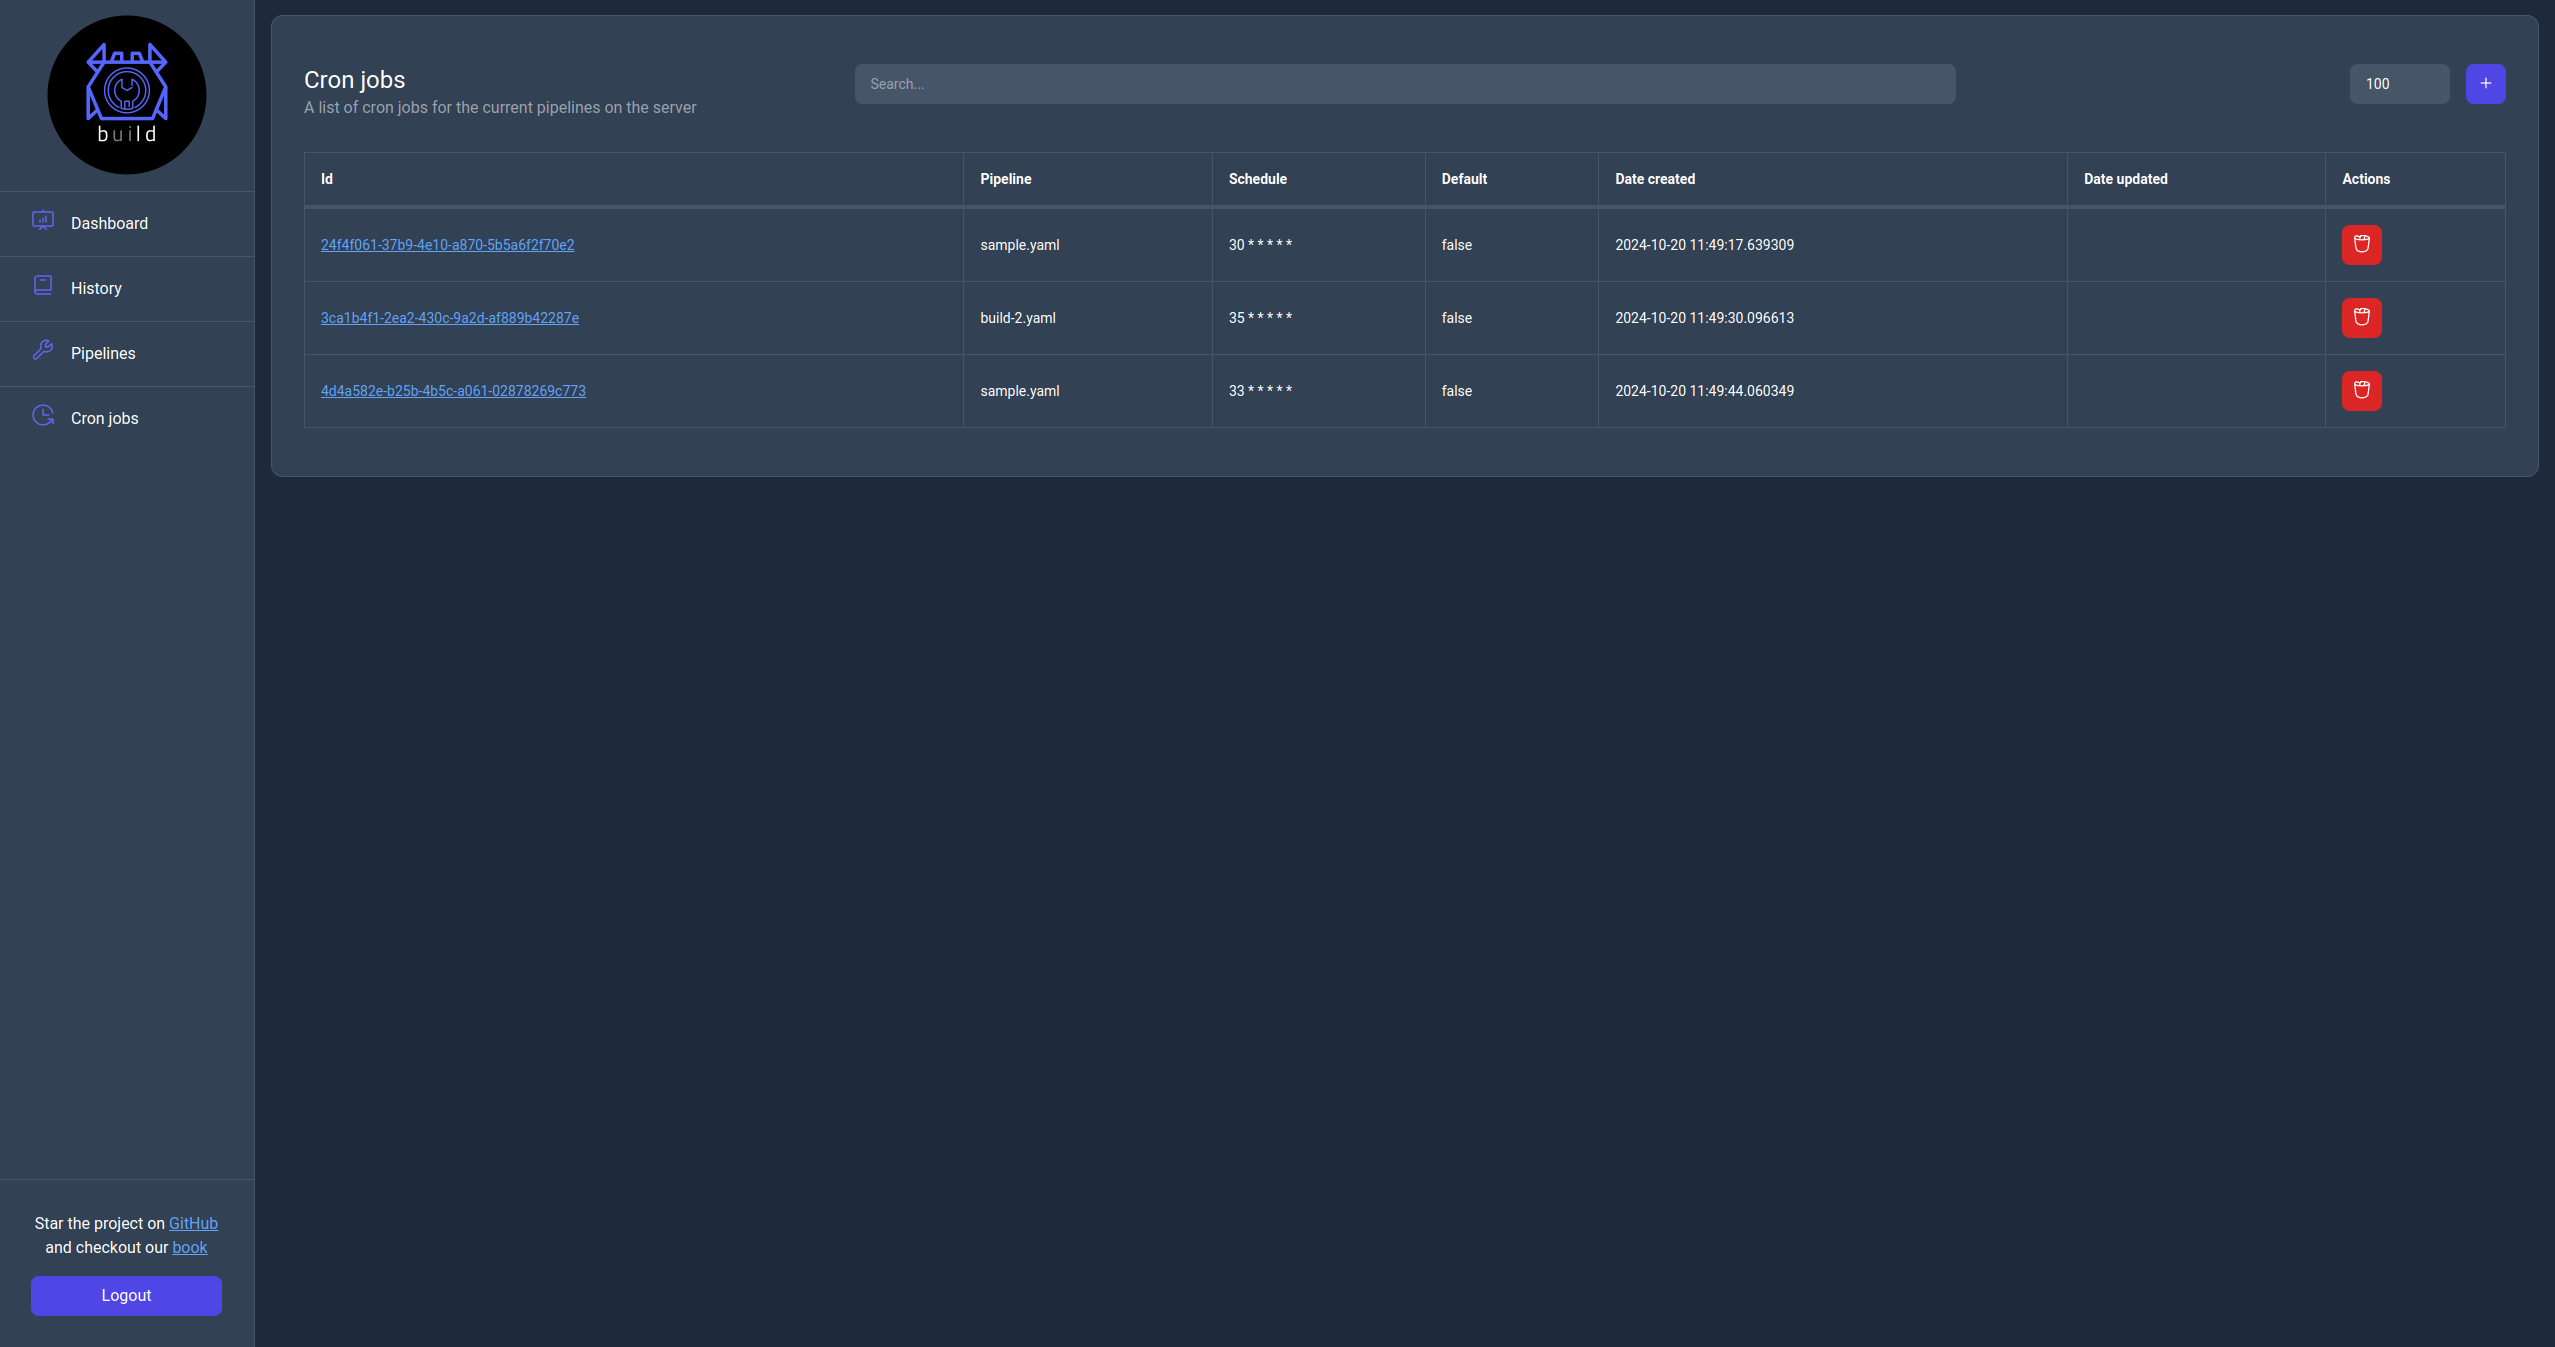 build
Dashboard
History
Pipelines
Cron jobs
Star the project on GitHub
and checkout our book
Logout
Cron jobs
A list of cron jobs for the current pipelines on the server
Search...
100
+
Id Pipeline Schedule Default Date created Date updated Actions
24f4f061-37b9-4e10-a870-5b5a6f2f70e2 sample.yaml 30 * * * * * false 2024-10-20 11:49:17.639309
3ca1b4f1-2ea2-430c-9a2d-af889b42287e build-2.yaml 35 * * * * * false 2024-10-20 11:49:30.096613
4d4a582e-b25b-4b5c-a061-02878269c773 sample.yaml 33 * * * * * false 2024-10-20 11:49:44.060349